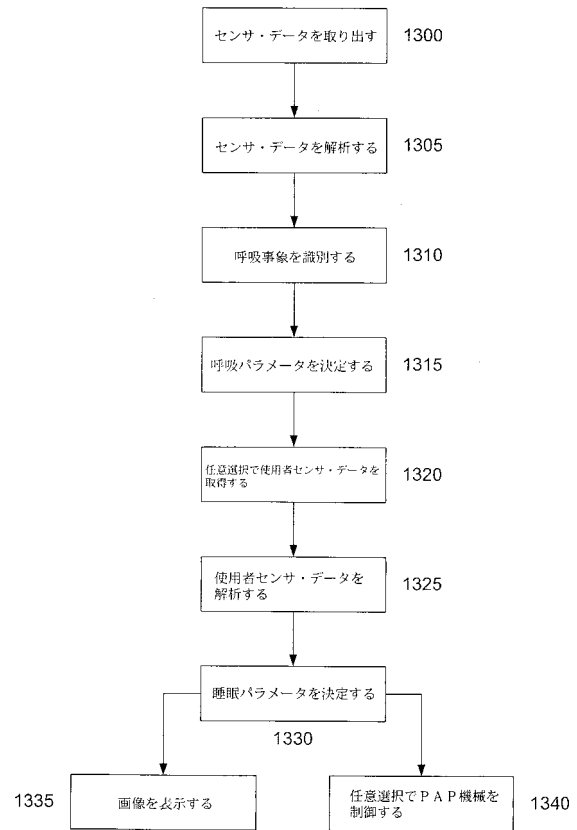 センサ・データを取り出す
1300
センサ・データを解析する
1305
呼吸事象を識別する
1310
呼吸パラメータを決定する
1315
任意選択で使用者センサ・データを
取得する
1320
使用者センサ・データを
解析する
1325
睡眠パラメータを決定する
1330
1335
画像を表示する
任意選択でPAP機械を
制御する
1340